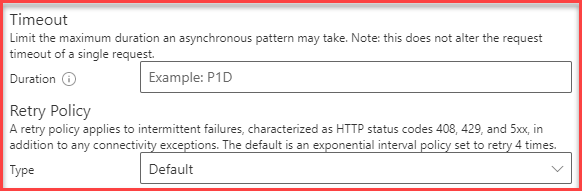 Timeout
Limit the maximum duration an asynchronous pattern may take. Note: this does not alter the request
timeout of a single request.
Duration
Example: P1D
Retry Policy
A retry policy applies to intermittent failures, characterized as HTTP status codes 408, 429, and 5xx, in
addition to any connectivity exceptions. The default is an exponential interval policy set to retry 4 times.
Type
Default